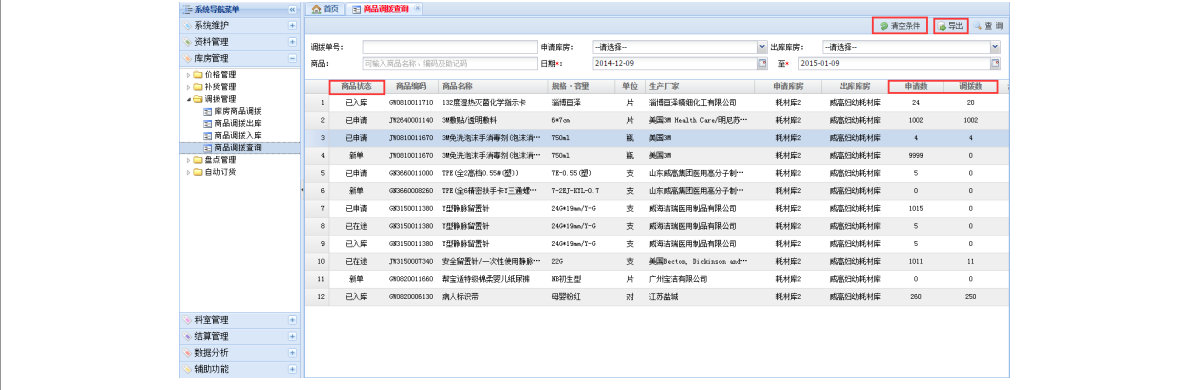 系统导航菜单
系统维护
资料管理
库房管理
价格管理
补货管理
调拨管理
库房商品调拨
商品调拨出库
商品调拨入库
商品调拨查询
盘点管理
自动订货
科室管理
结算管理
数据分析
辅助功能
首页 商品调拨查询
清空条件 导出 查 询
调拨单号： 申请库房： --请选择-- 出库库房： --请选择--
商品： 可输入商品名称、编码及助记码 日期*： 2014-12-09 至* 2015-01-09
商品状态 商品编码 商品名称 规格·容量 单位 生产厂家 申请库房 出库库房 申请数 调拨数
1 已入库 GW0810011710 132度湿热灭菌化学指示卡 淄博百泽 片 淄博百泽精细化工有限公司 耗材库2 威高妇幼耗材库 24 20
2 已申请 JW2640001140 3M敷贴/透明敷料 6*7cm 片 美国3M Health Care/明尼苏… 耗材库2 威高妇幼耗材库 1002 1002
3 已申请 JW0810011670 3M免洗泡沫手消毒剂(泡沫消… 750ml 瓶 美国3M 耗材库2 威高妇幼耗材库 4 4
4 新单 JW0810011670 3M免洗泡沫手消毒剂(泡沫消… 750ml 瓶 美国3M 耗材库2 威高妇幼耗材库 9999 0
5 已申请 GW3660011000 TPE(全2高档0.55#(塑)) TE-0.55(塑) 支 山东威高集团医用高分子制… 耗材库2 威高妇幼耗材库 5 0
6 新单 GW3660008260 TPE(全6精密扶手卡Y三通螺… T-2EJ-KYL-0.7 支 山东威高集团医用高分子制… 耗材库2 威高妇幼耗材库 0 0
7 已申请 GW3150011380 Y型静脉留置针 24G*19mm/Y-G 支 威海洁瑞医用制品有限公司 耗材库2 威高妇幼耗材库 1015 0
8 已在途 GW3150011380 Y型静脉留置针 24G*19mm/Y-G 支 威海洁瑞医用制品有限公司 耗材库2 威高妇幼耗材库 5 0
9 已入库 GW3150011380 Y型静脉留置针 24G*19mm/Y-G 支 威海洁瑞医用制品有限公司 耗材库2 威高妇幼耗材库 5 0
10 已在途 JW3150007340 安全留置针/一次性使用静脉… 22G 支 美国Becton, Dickinson and… 耗材库2 威高妇幼耗材库 1011 11
11 新单 GW0820011660 帮宝适特级棉柔婴儿纸尿裤 NB初生型 片 广州宝洁有限公司 耗材库2 威高妇幼耗材库 0 0
12 已入库 GW0820006130 病人标识带 母婴粉红 对 江苏盐城 耗材库2 威高妇幼耗材库 260 250